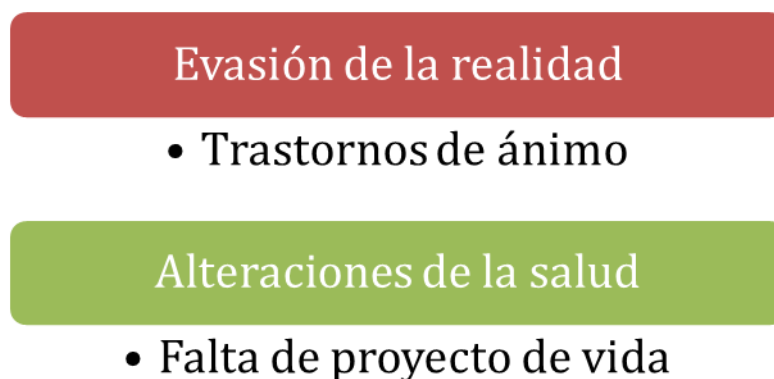 Evasión de la realidad
• Trastornos de ánimo
Alteraciones de la salud
• Falta de proyecto de vida